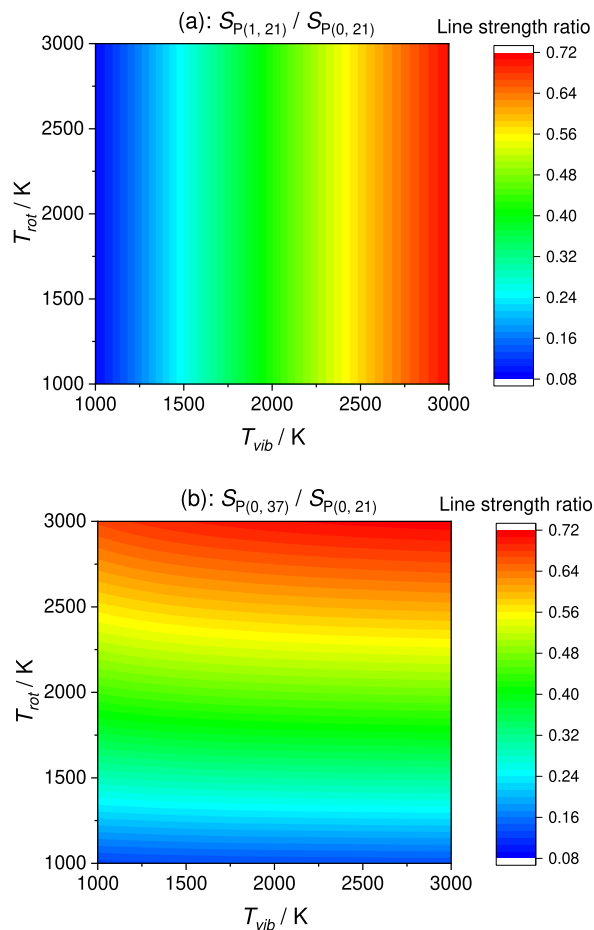 (a): S_P(1, 21) / S_P(0, 21)
Line strength ratio
3000
2500
2000
1500
1000
T_rot / K
1000 1500 2000 2500 3000
T_vib / K
0.72
0.64
0.56
0.48
0.40
0.32
0.24
0.16
0.08
(b): S_P(0, 37) / S_P(0, 21)
Line strength ratio
3000
2500
2000
1500
1000
T_rot / K
1000 1500 2000 2500 3000
T_vib / K
0.72
0.64
0.56
0.48
0.40
0.32
0.24
0.16
0.08